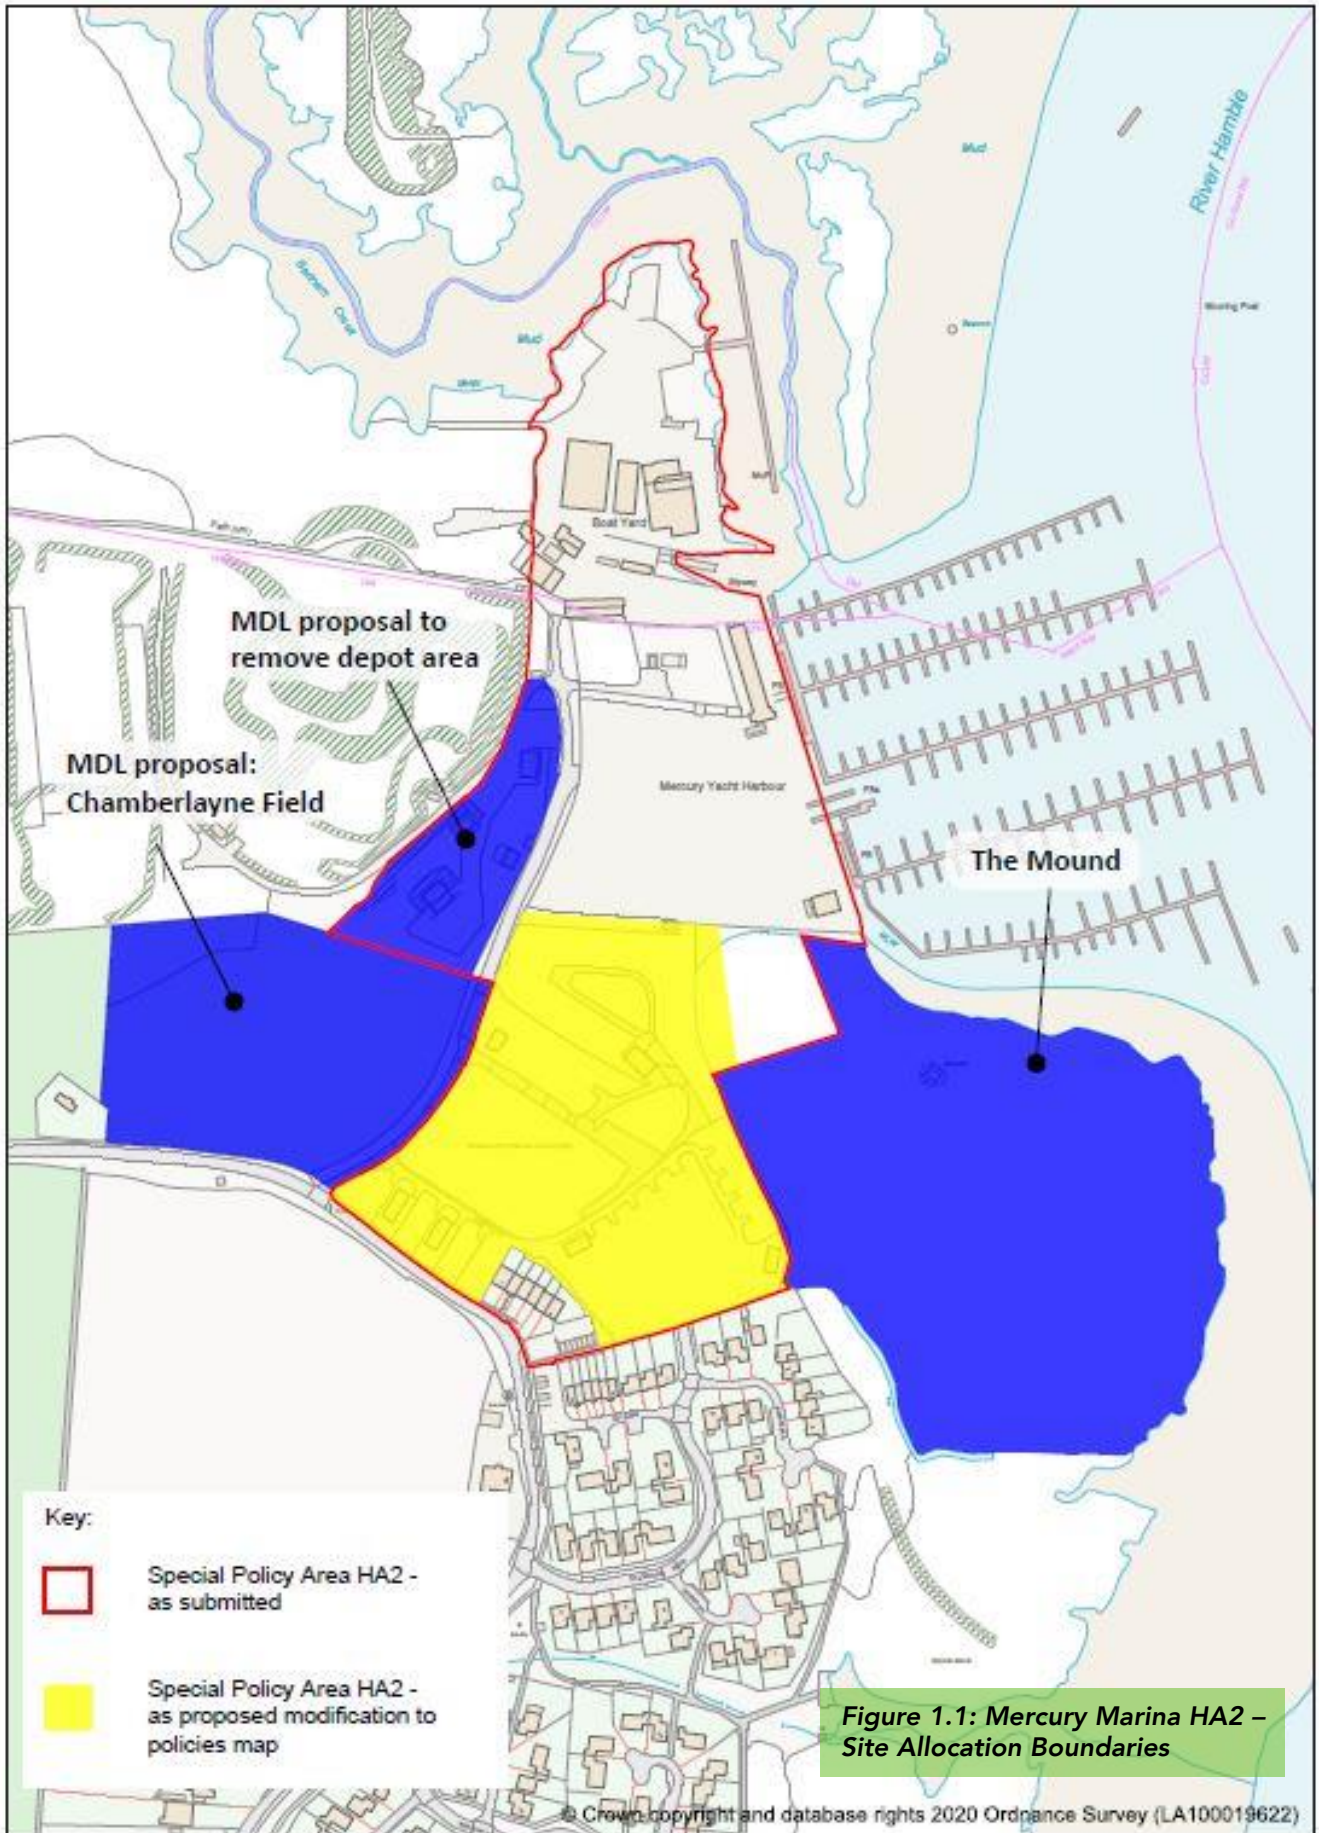 River Hamble
Mud
Mooring Post
Mud
Boat Yard
MDL proposal to
remove depot area
MDL proposal:
Chamberlayne Field
Mercury Yacht Harbour
The Mound
Key:
Special Policy Area HA2 -
as submitted
Special Policy Area HA2 -
as proposed modification to
policies map
Figure 1.1: Mercury Marina HA2 –
Site Allocation Boundaries
© Crown copyright and database rights 2020 Ordnance Survey (LA100019622)